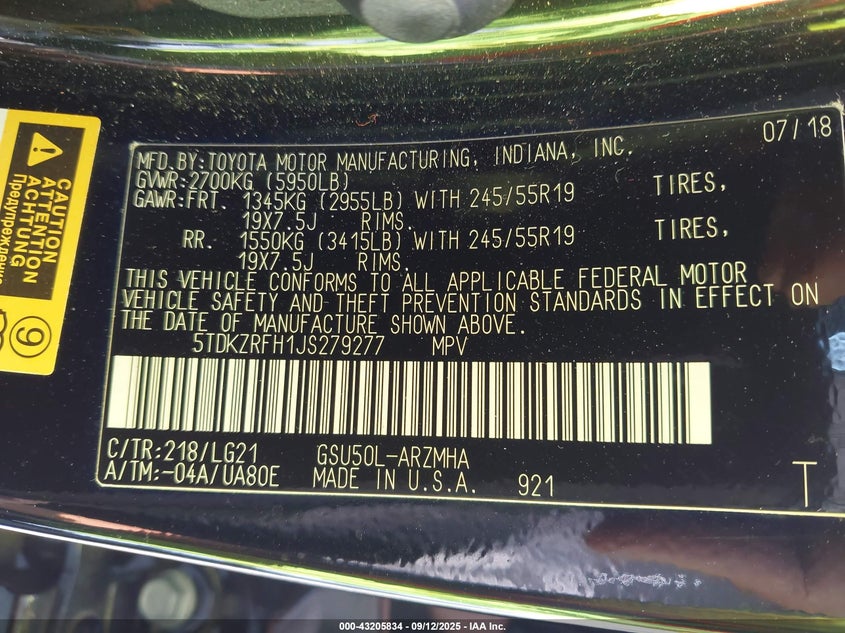 07/18
MFD.BY:TOYOTA MOTOR MANUFACTURING, INDIANA, INC.
GVWR:2700KG (5950LB)
GAWR:FRT. 1345KG (2955LB) WITH 245/55R19 TIRES,
19X7.5J RIMS.
RR. 1550KG (3415LB) WITH 245/55R19 TIRES,
19X7.5J RIMS.
THIS VEHICLE CONFORMS TO ALL APPLICABLE FEDERAL MOTOR
VEHICLE SAFETY AND THEFT PREVENTION STANDARDS IN EFFECT ON
THE DATE OF MANUFACTURE SHOWN ABOVE.
5TDKZRFH1JS279277 MPV
C/TR:218/LG21 GSU50L-ARZMHA
A/TM:-04A/UA80E MADE IN U.S.A. 921 T
CAUTION
ATTENTION
ACHTUNG
Предупреждение
9
000-43205834 - 09/12/2025 - IAA Inc.